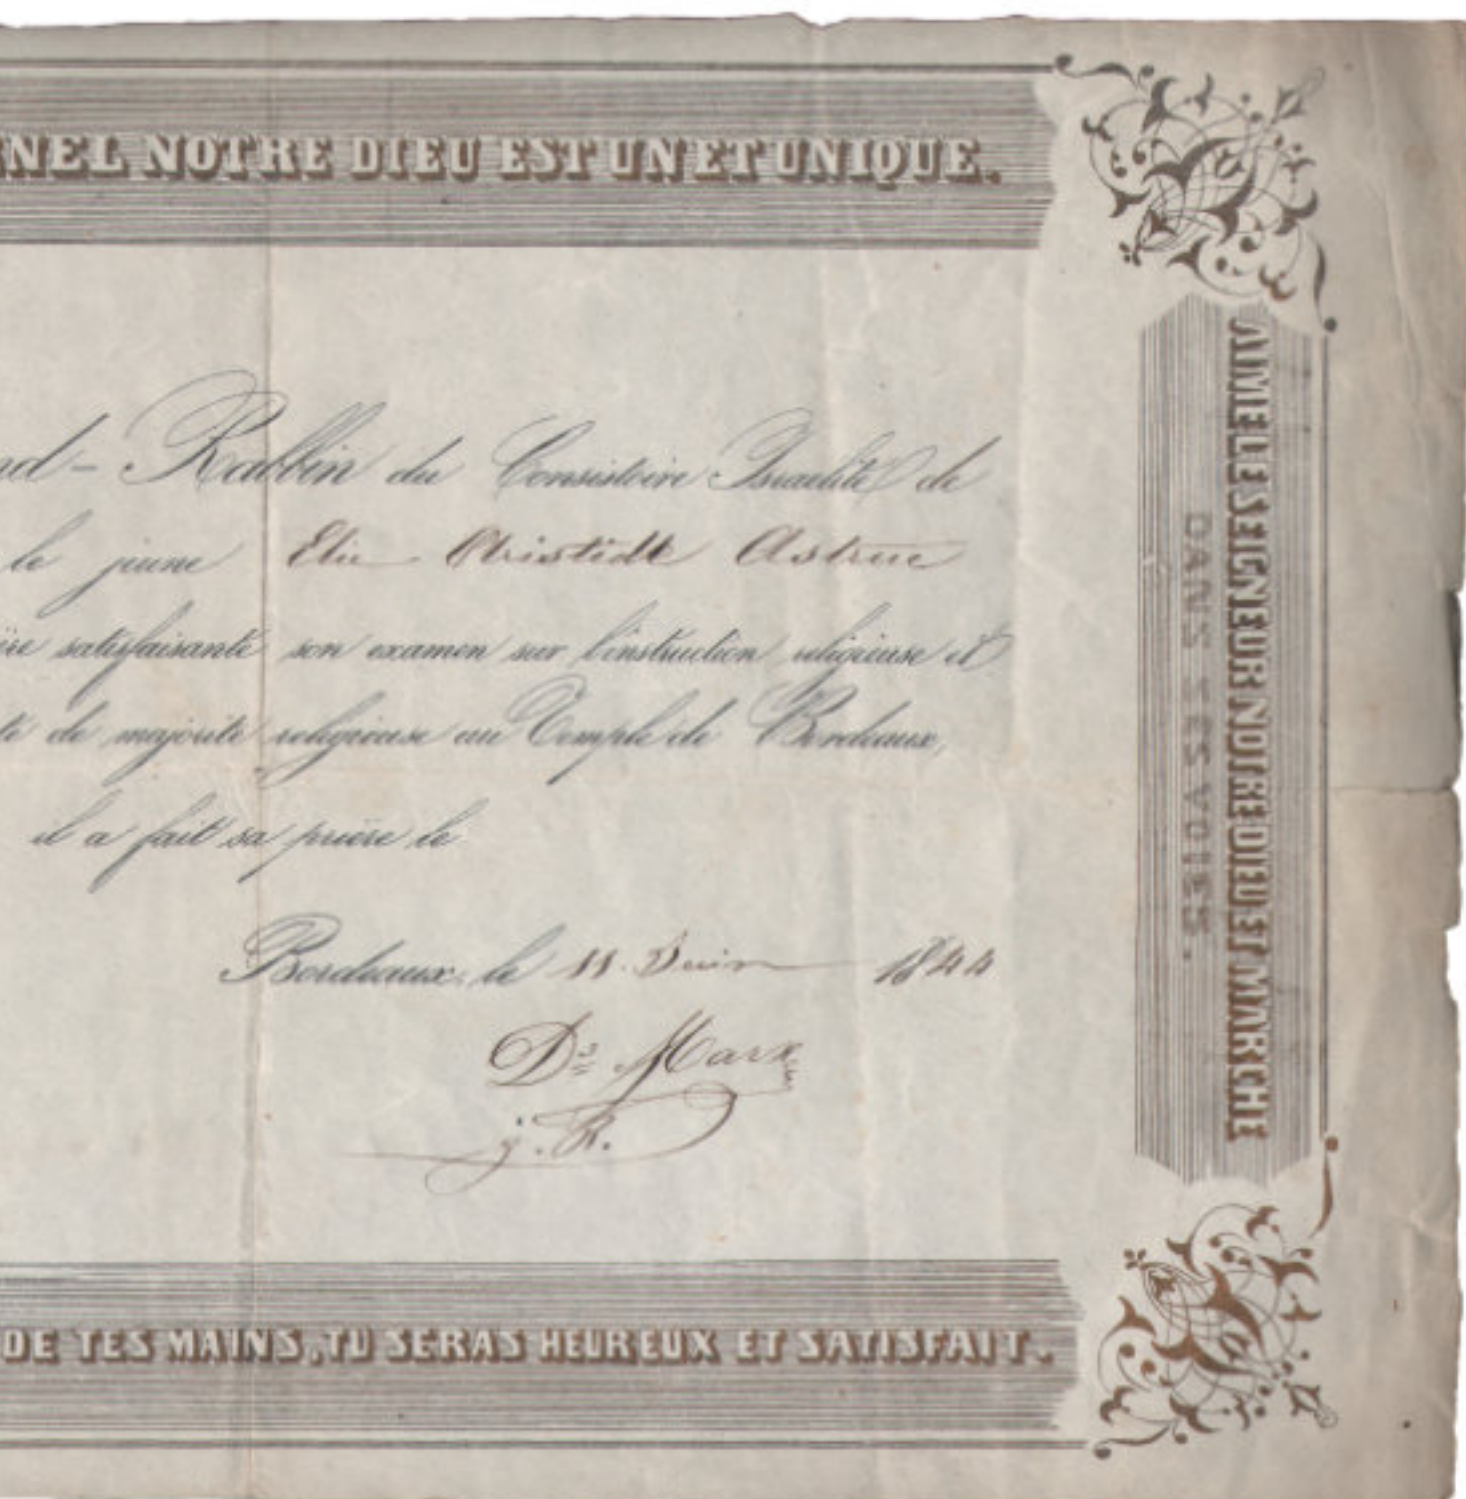 NEL NOTRE DIEU EST UN ET UNIQUE.
nd - Rabbin du Consistoire Israélite de
le jeune Elie Aristide Astruc
ère satisfaisante son examen sur l'instruction religieuse et
te de majorité religieuse au Temple de Bordeaux,
il a fait sa prière le
Bordeaux, le 11. Juin 1844
Dd Marx
g. R.
DE TES MAINS, TU SERAS HEUREUX ET SATISFAIT.
AIME LE SEIGNEUR NOTRE DIEU ET MARCHE
DANS SES VOIES.